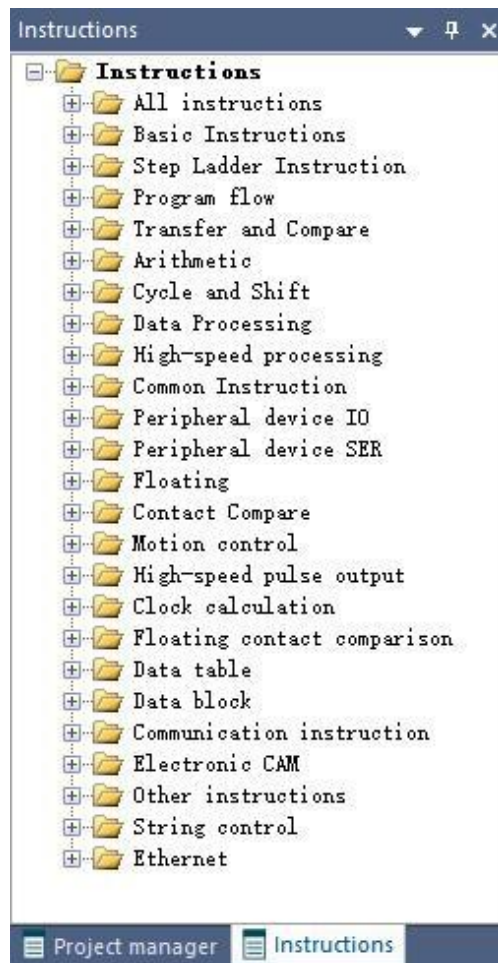 Instructions
Instructions
All instructions
Basic Instructions
Step Ladder Instruction
Program flow
Transfer and Compare
Arithmetic
Cycle and Shift
Data Processing
High-speed processing
Common Instruction
Peripheral device IO
Peripheral device SER
Floating
Contact Compare
Motion control
High-speed pulse output
Clock calculation
Floating contact comparison
Data table
Data block
Communication instruction
Electronic CAM
Other instructions
String control
Ethernet
Project manager Instructions